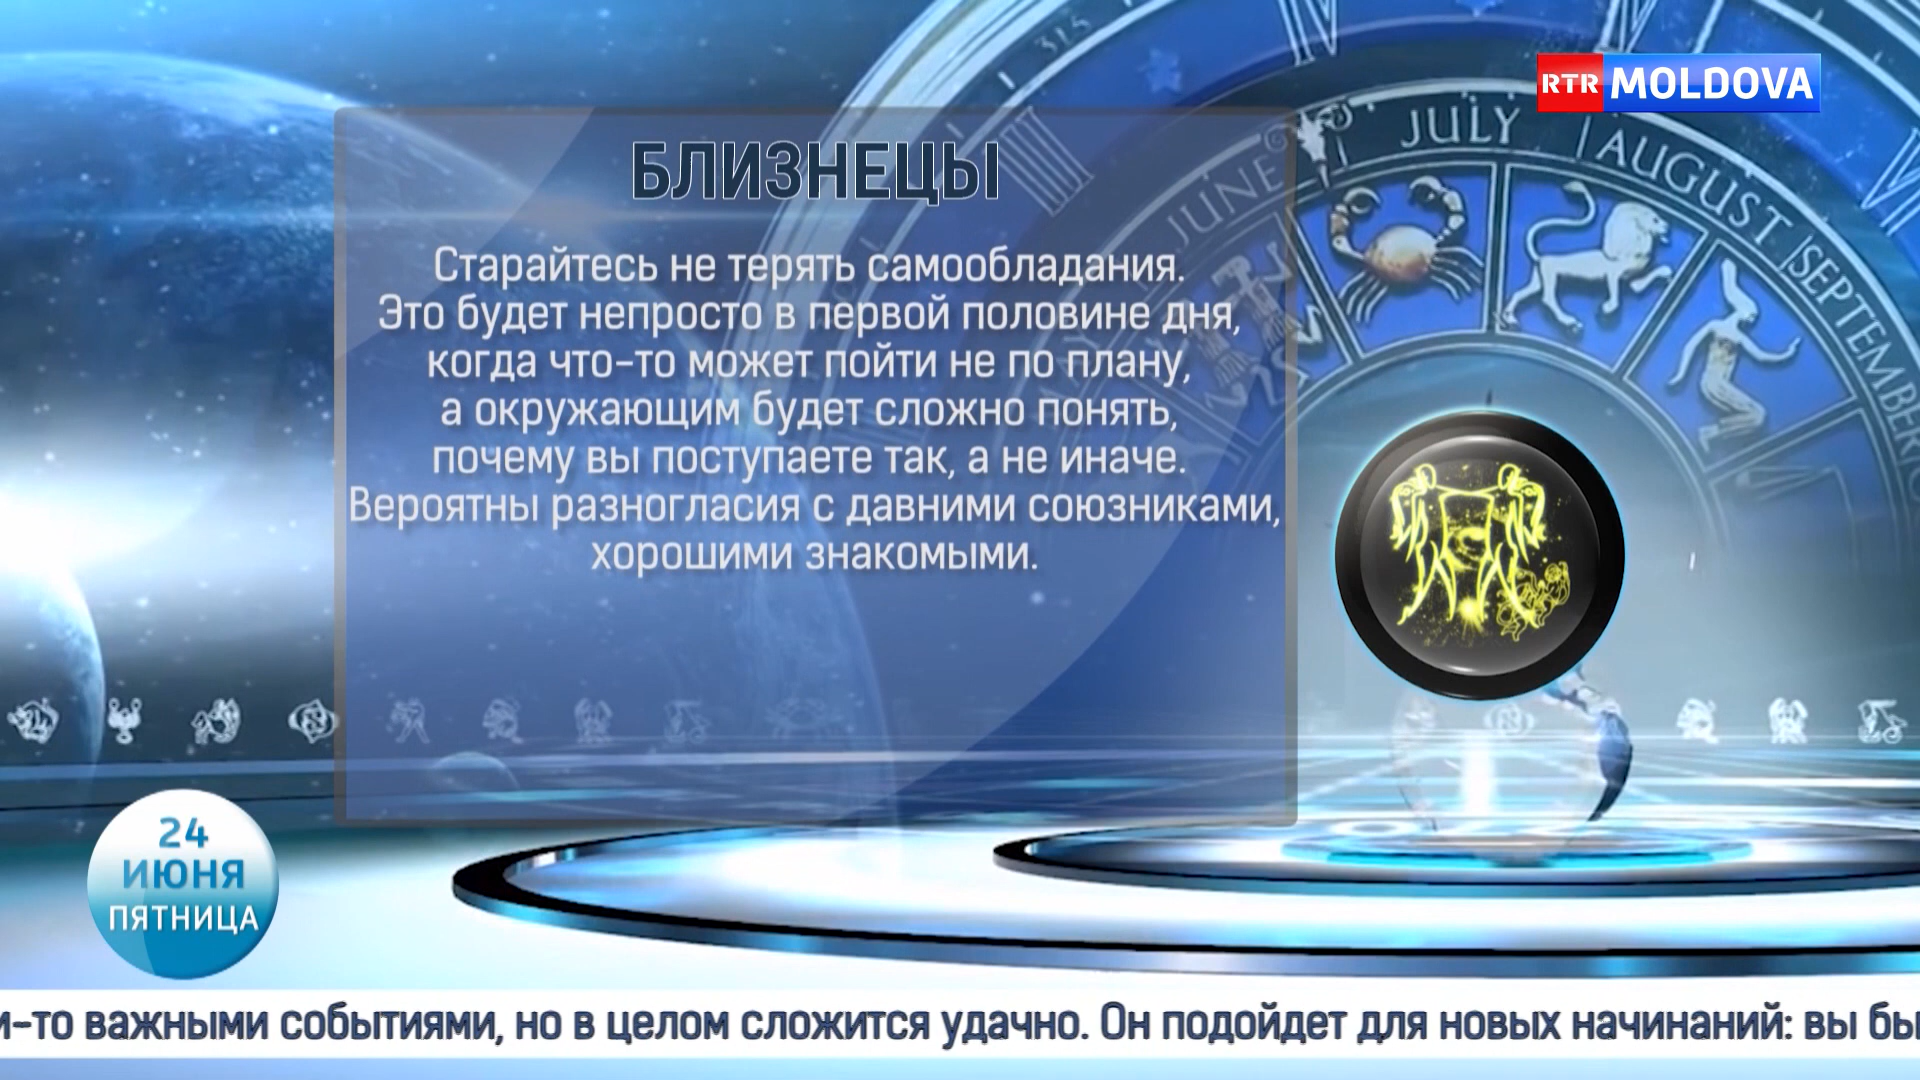 315
RTR MOLDOVA
JUNE
JULY
AUGUST
SEPTEMBER
БЛИЗНЕЦЫ
Старайтесь не терять самообладания.
Это будет непросто в первой половине дня,
когда что-то может пойти не по плану,
а окружающим будет сложно понять,
почему вы поступаете так, а не иначе.
Вероятны разногласия с давними союзниками,
хорошими знакомыми.
24
ИЮНЯ
ПЯТНИЦА
и-то важными событиями, но в целом сложится удачно. Он подойдет для новых начинаний: вы бы